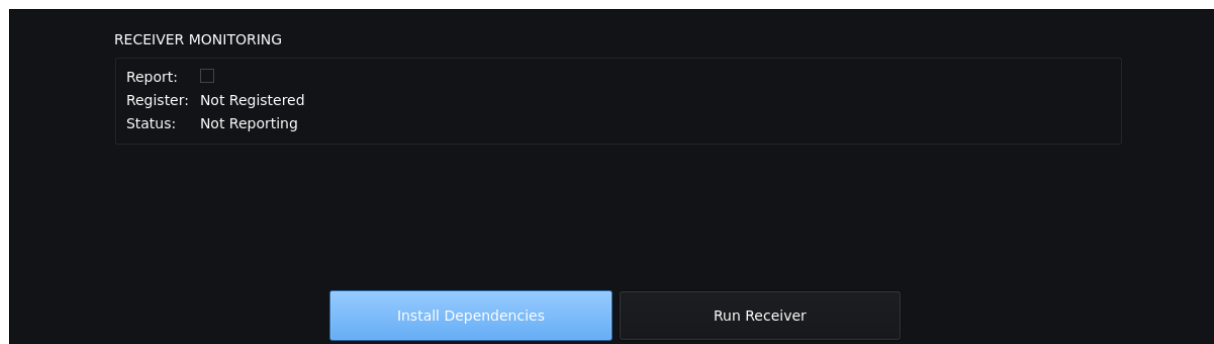 RECEIVER MONITORING
Report:
Register: Not Registered
Status: Not Reporting
Install Dependencies
Run Receiver